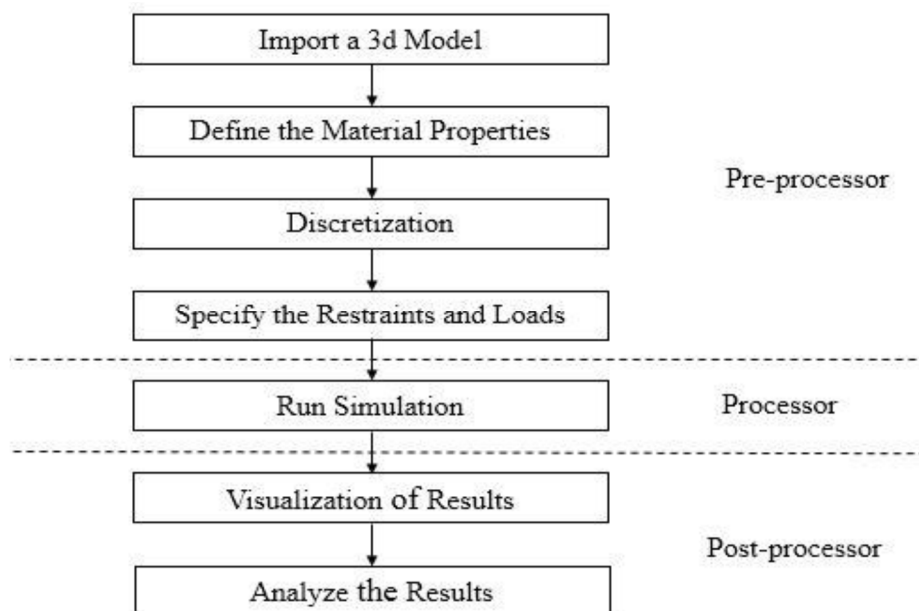 Import a 3d Model
Define the Material Properties
Pre-processor
Discretization
Specify the Restraints and Loads
Run Simulation
Processor
Visualization of Results
Post-processor
Analyze the Results